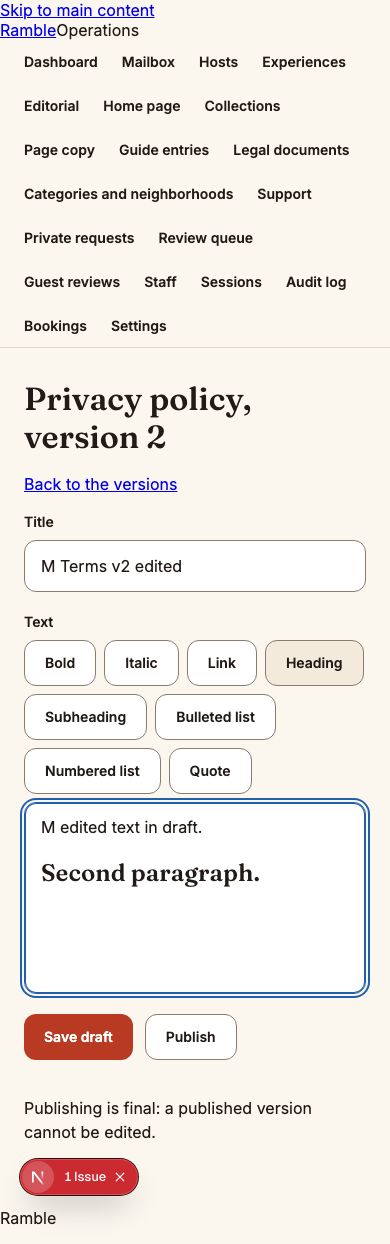 Skip to main content
RambleOperations
Dashboard Mailbox Hosts Experiences
Editorial Home page Collections
Page copy Guide entries Legal documents
Categories and neighborhoods Support
Private requests Review queue
Guest reviews Staff Sessions Audit log
Bookings Settings
Privacy policy,
version 2
Back to the versions
Title
M Terms v2 edited
Text
Bold Italic Link Heading
Subheading Bulleted list
Numbered list Quote
M edited text in draft.
Second paragraph.
Save draft Publish
Publishing is final: a published version
cannot be edited.
N 1 Issue
Ramble